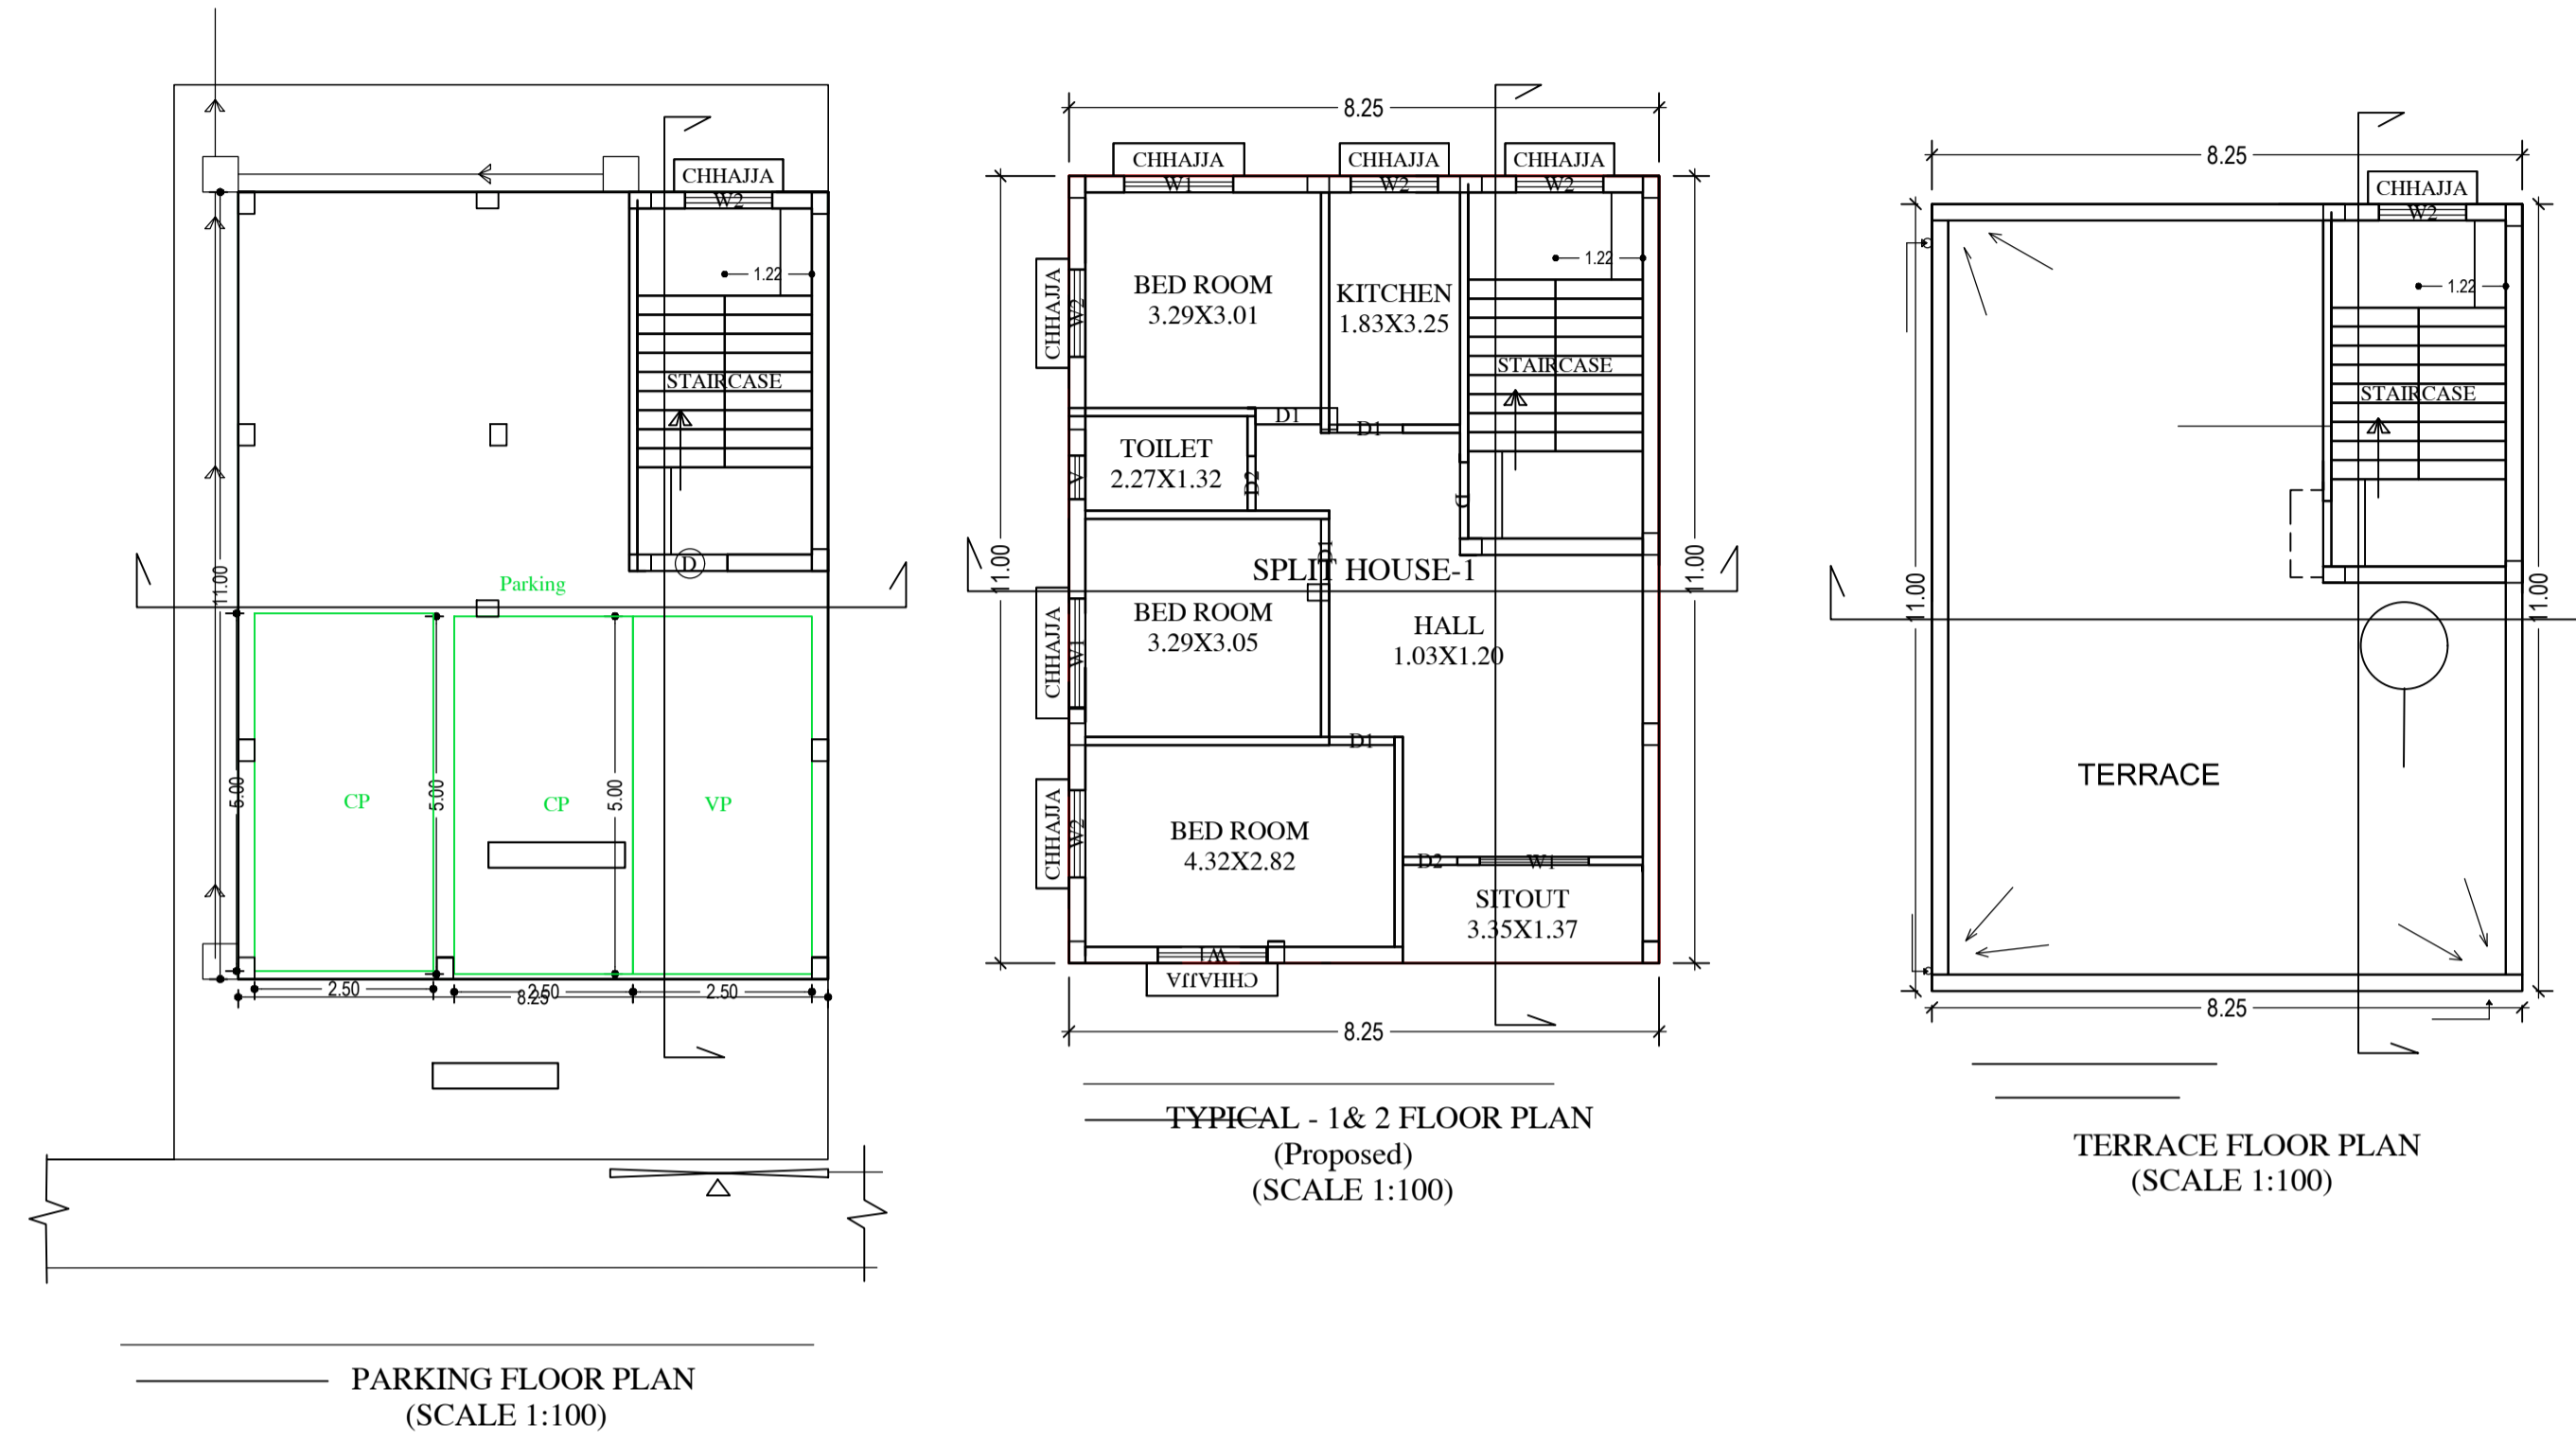 CHHAJJA
W2
1.22
STAIRCASE
D
11.00
Parking
5.00
5.00
5.00
CP
CP
VP
2.50
2.50
2.50
8.25
PARKING FLOOR PLAN
(SCALE 1:100)
8.25
CHHAJJA
CHHAJJA
CHHAJJA
W1
W2
W2
CHHAJJA
W2
BED ROOM
3.29X3.01
KITCHEN
1.83X3.25
1.22
STAIRCASE
D1
D1
TOILET
2.27X1.32
V
D2
D
11.00
D1
SPLIT HOUSE-1
11.00
CHHAJJA
W1
BED ROOM
3.29X3.05
HALL
1.03X1.20
D1
CHHAJJA
W2
BED ROOM
4.32X2.82
D2
W1
SITOUT
3.35X1.37
W
CHHAJJA
8.25
TYPICAL - 1& 2 FLOOR PLAN
(Proposed)
(SCALE 1:100)
8.25
CHHAJJA
W2
1.22
STAIRCASE
11.00
11.00
TERRACE
8.25
TERRACE FLOOR PLAN
(SCALE 1:100)